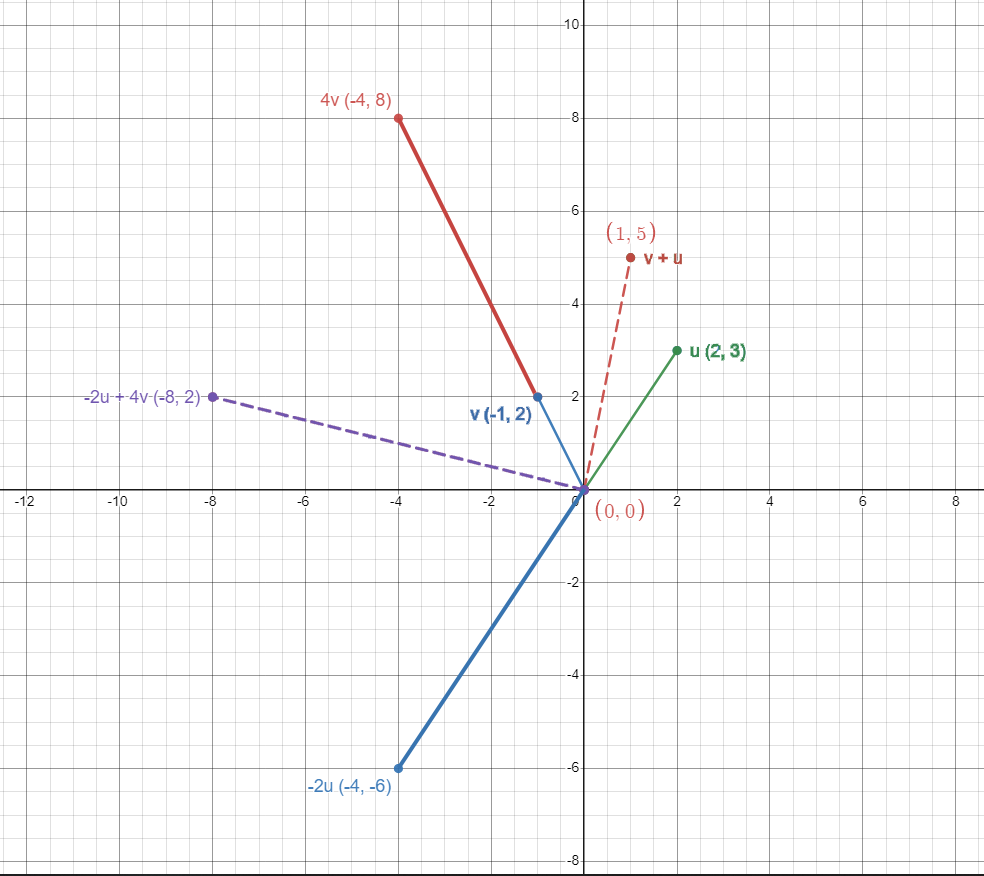 10
4v (-4, 8)
8
6
(1, 5)
v + u
4
u (2, 3)
-2u + 4v (-8, 2)
2
v (-1, 2)
-12 -10 -8 -6 -4 -2 0 2 4 6 8
(0, 0)
-2
-4
-6
-2u (-4, -6)
-8